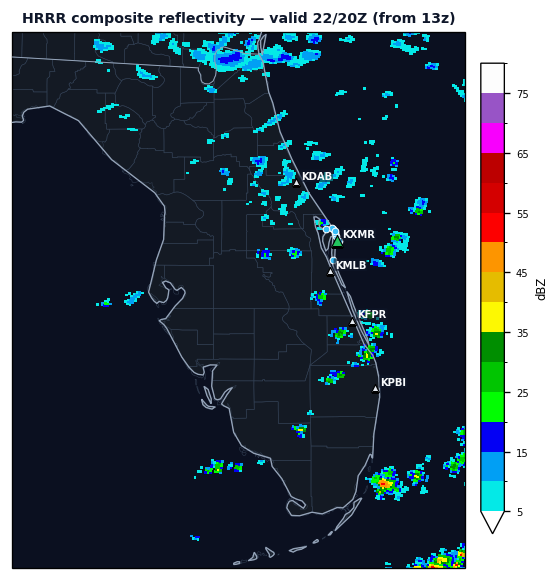 HRRR composite reflectivity — valid 22/20Z (from 13z)
KDAB
KXMR
KMLB
KFPR
KPBI
75
65
55
45
35
25
15
5
dBZ